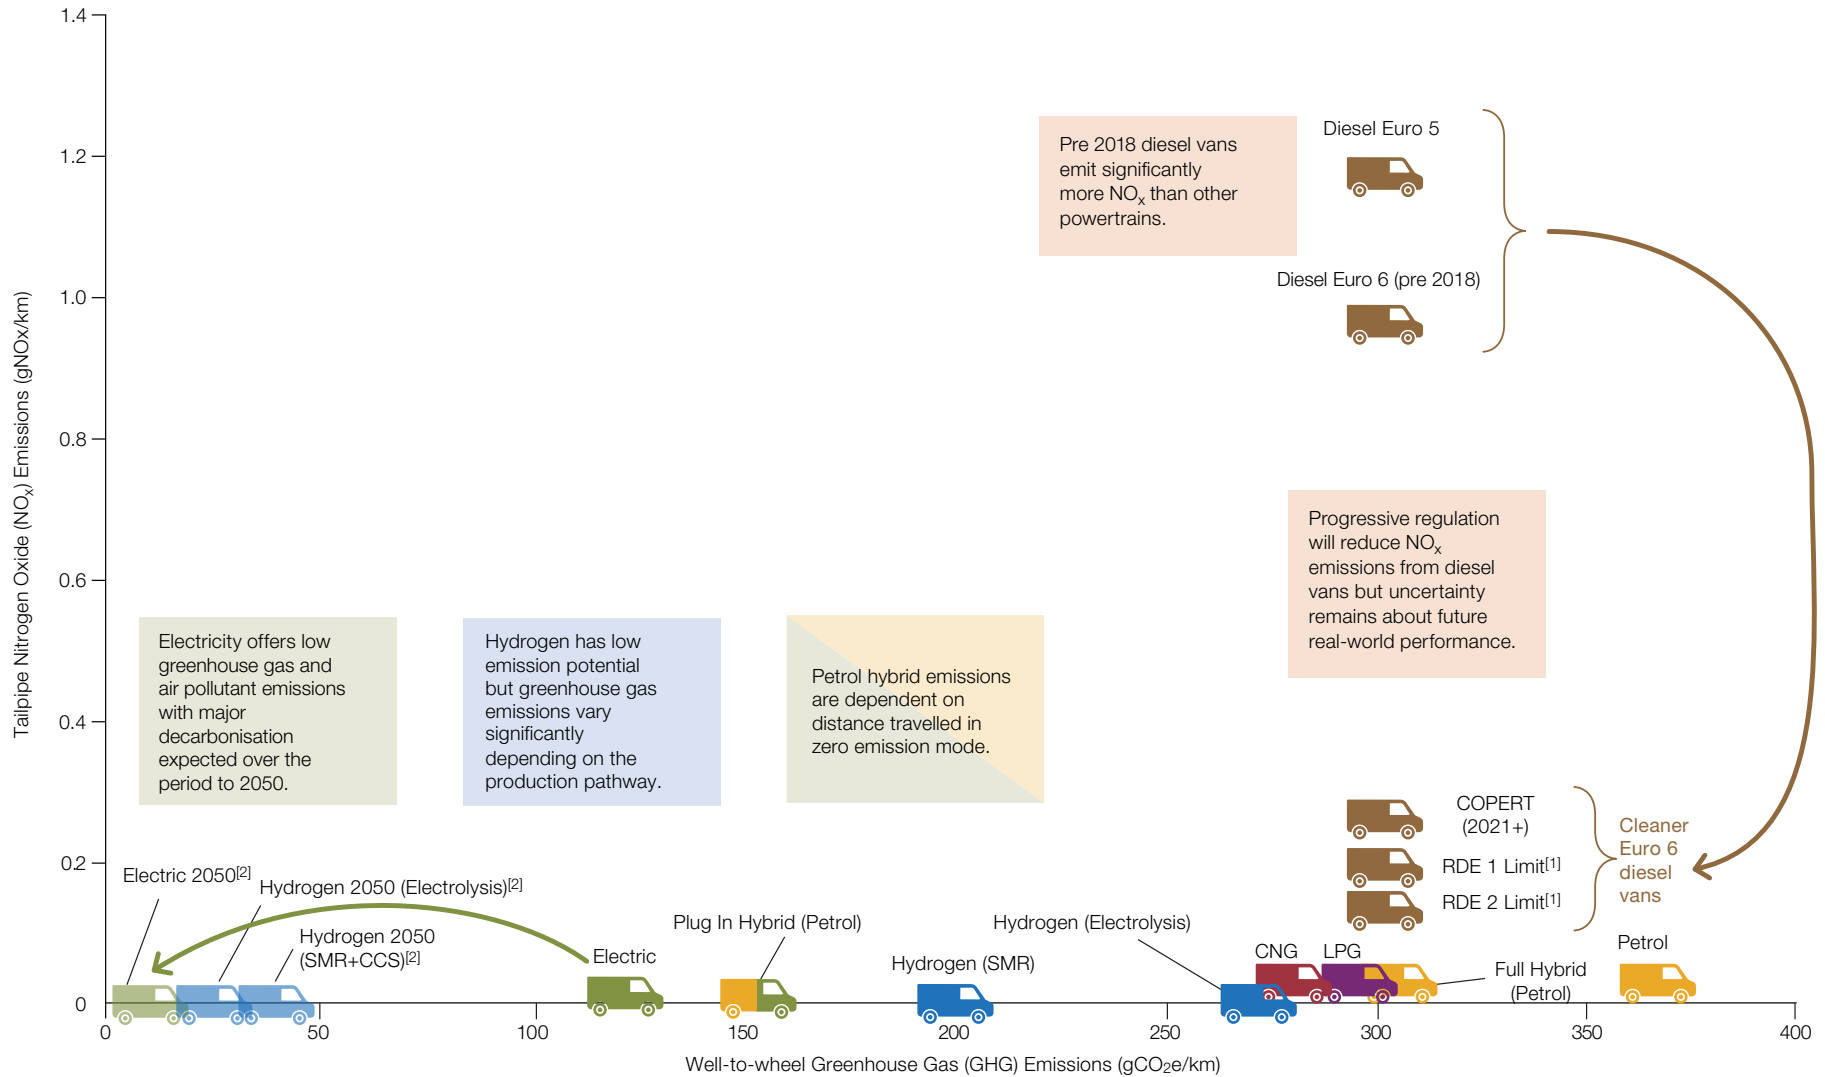 1.4
1.2
1.0
0.8
0.6
0.4
0.2
0
Tailpipe Nitrogen Oxide (NOx) Emissions (gNOx/km)
Pre 2018 diesel vans
emit significantly
more NOx than other
powertrains.
Diesel Euro 5
Diesel Euro 6 (pre 2018)
Progressive regulation
will reduce NOx
emissions from diesel
vans but uncertainty
remains about future
real-world performance.
Electricity offers low
greenhouse gas and
air pollutant emissions
with major
decarbonisation
expected over the
period to 2050.
Hydrogen has low
emission potential
but greenhouse gas
emissions vary
significantly
depending on the
production pathway.
Petrol hybrid emissions
are dependent on
distance travelled in
zero emission mode.
COPERT
(2021+)
RDE 1 Limit[1]
RDE 2 Limit[1]
Cleaner
Euro 6
diesel
vans
Electric 2050[2]
Hydrogen 2050 (Electrolysis)[2]
Hydrogen 2050
(SMR+CCS)[2]
Electric
Plug In Hybrid (Petrol)
Hydrogen (SMR)
Hydrogen (Electrolysis)
CNG
LPG
Full Hybrid
(Petrol)
Petrol
0
50
100
150
200
250
300
350
400
Well-to-wheel Greenhouse Gas (GHG) Emissions (gCO2e/km)